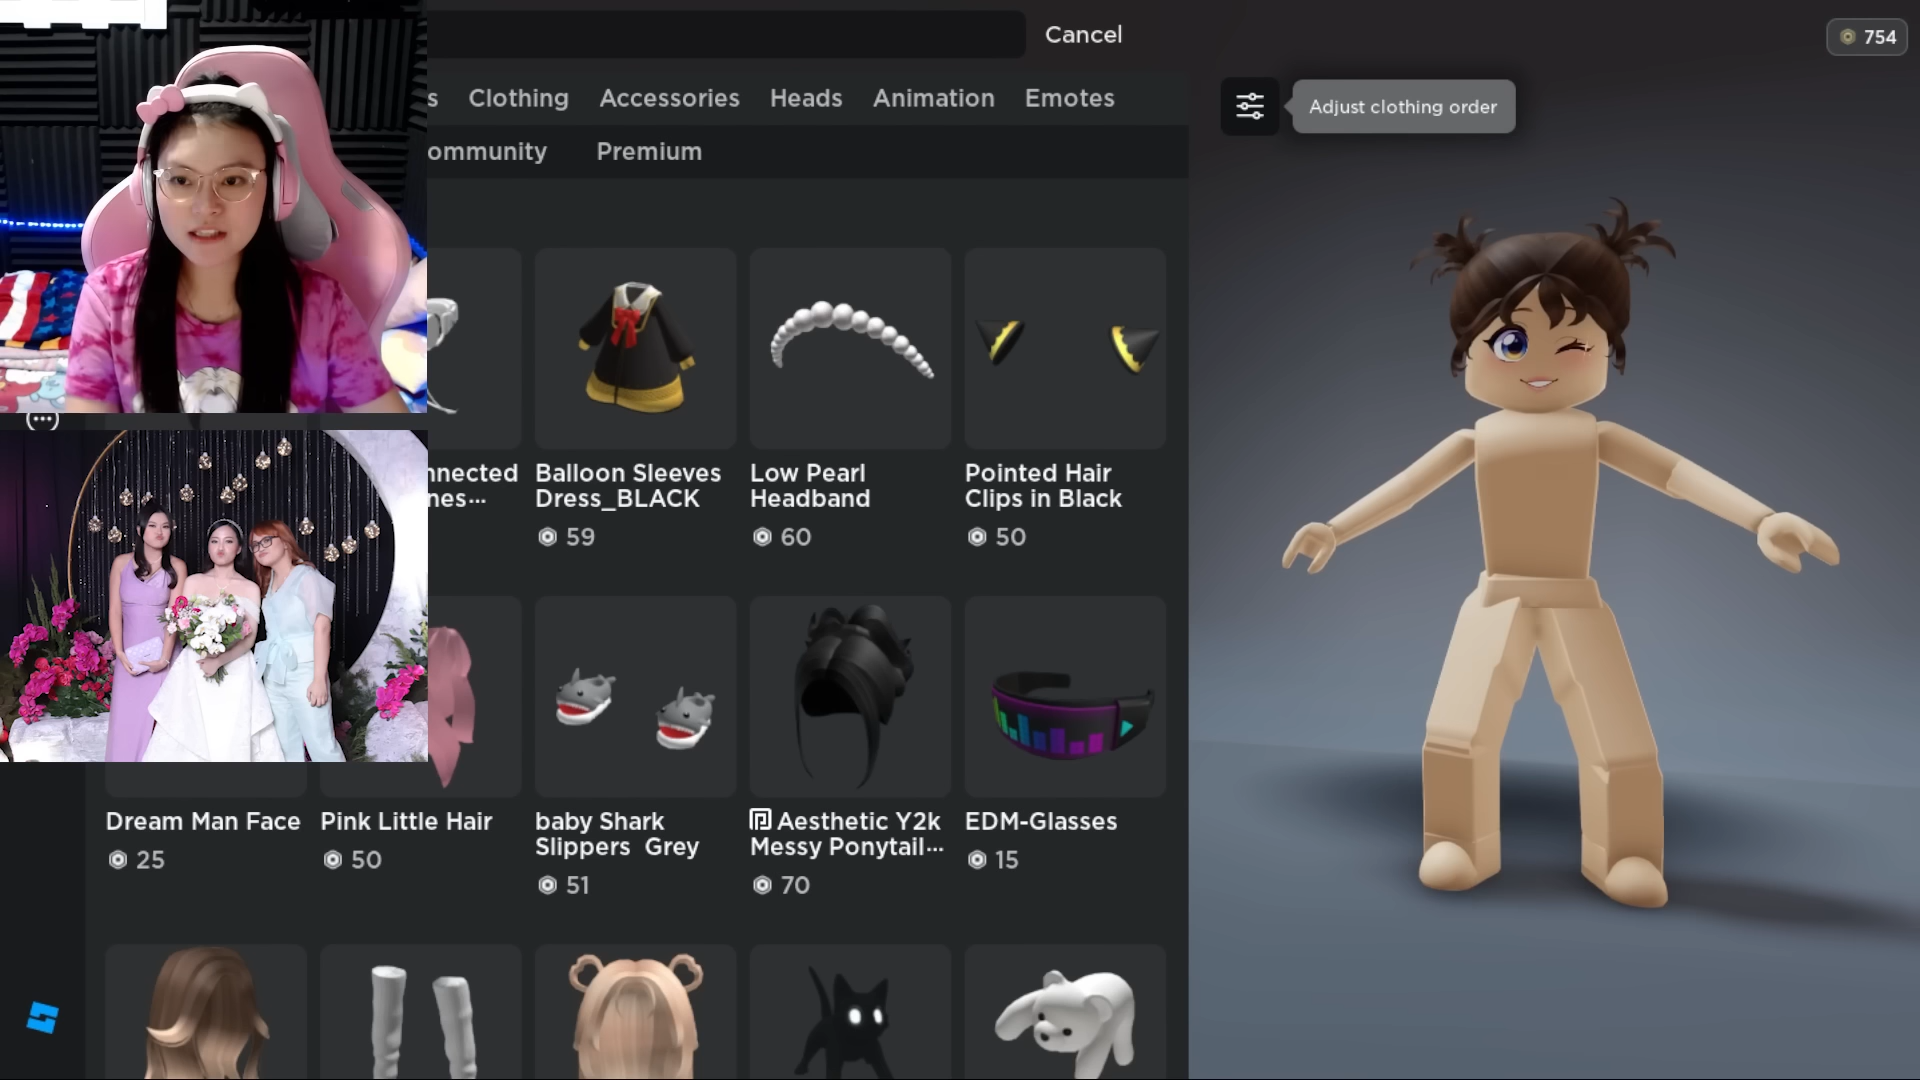 Cancel
754
s Clothing Accessories Heads Animation Emotes
Adjust clothing order
ommunity Premium
nnected
nes...
Balloon Sleeves
Dress_BLACK
59
Low Pearl
Headband
60
Pointed Hair
Clips in Black
50
Dream Man Face
25
Pink Little Hair
50
baby Shark
Slippers Grey
51
Aesthetic Y2k
Messy Ponytail...
70
EDM-Glasses
15